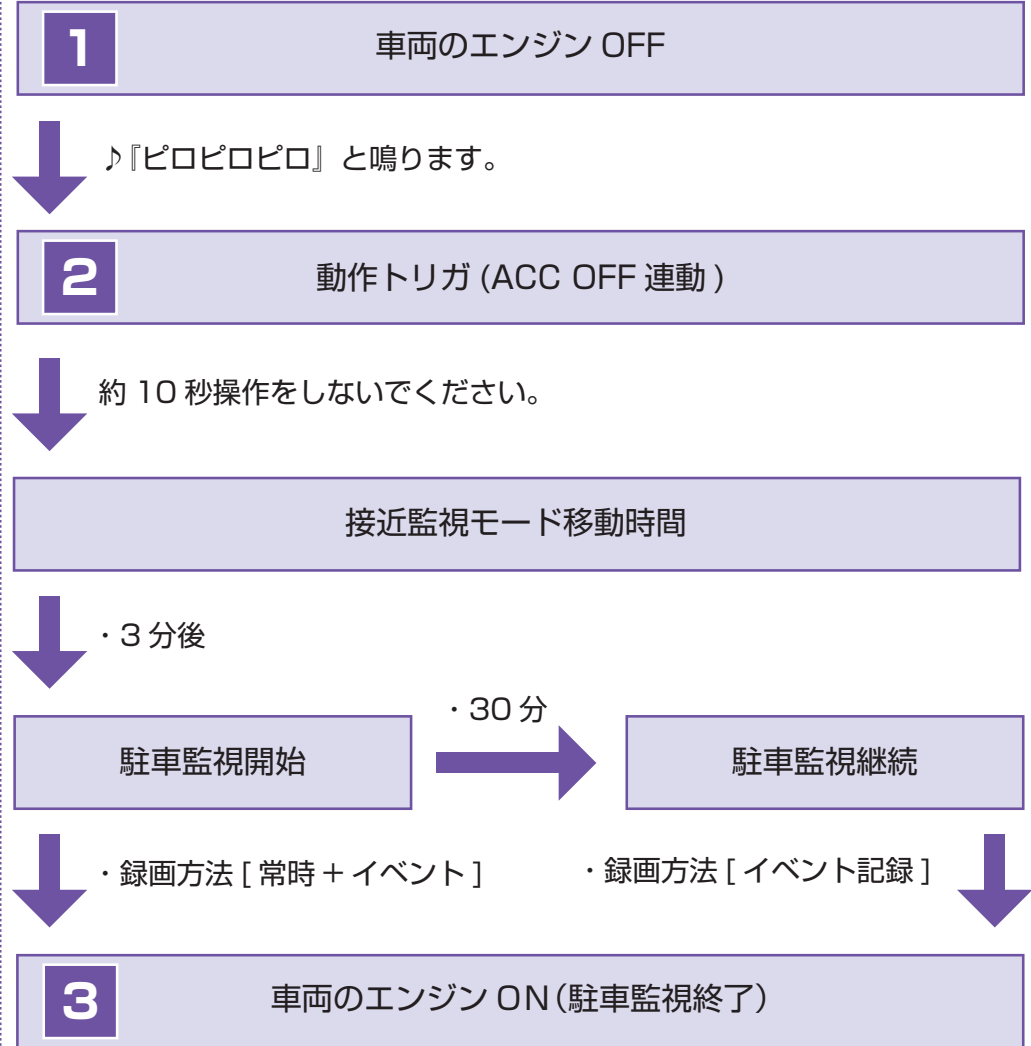 1
車両のエンジン OFF
♪『ピロピロピロ』と鳴ります。
2
動作トリガ (ACC OFF 連動 )
約 10 秒操作をしないでください。
接近監視モード移動時間
・3 分後
・30 分
駐車監視開始
駐車監視継続
・録画方法 [ 常時 + イベント ]
・録画方法 [ イベント記録 ]
3
車両のエンジン ON（駐車監視終了）